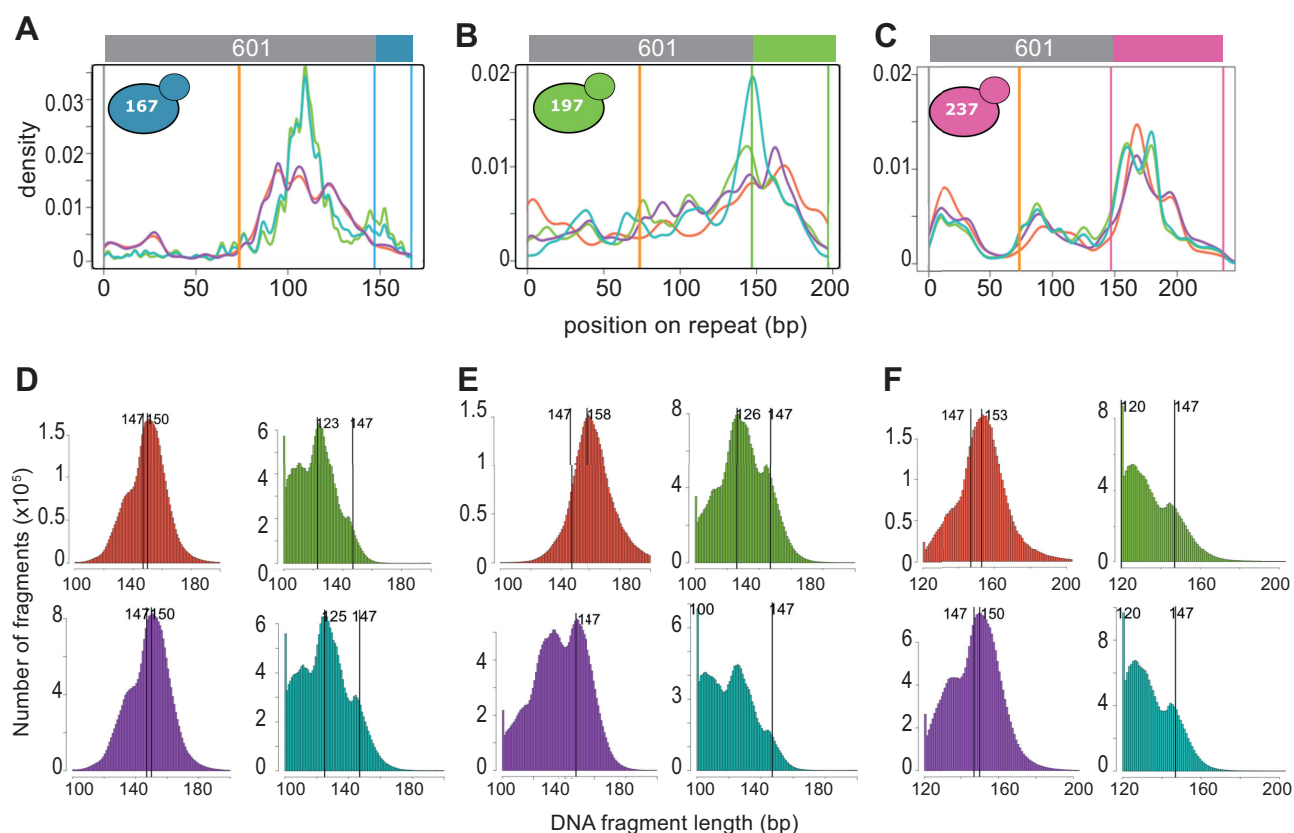 A
B
C
601
601
601
167
197
237
density
0.03
0.02
0.01
0
0.02
0.01
0
0.02
0.01
0
0 50 100 150
0 50 100 150 200
0 50 100 150 200
position on repeat (bp)
D
E
F
Number of fragments (x10⁵)
147 150
1.5
1
0.5
0
100 140 180
123 147
6
4
2
0
100 140 180
147 158
1.5
1
0.5
0
100 140 180
126 147
8
4
0
100 140 180
147 153
1.5
1
0.5
0
120 160 200
120 147
8
4
0
120 160 200
147 150
8
4
0
100 140 180
125 147
6
4
2
0
100 140 180
147
4
2
0
100 140 180
100 147
6
3
0
100 140 180
147 150
6
4
2
0
120 160 200
120 147
8
4
0
120 160 200
DNA fragment length (bp)